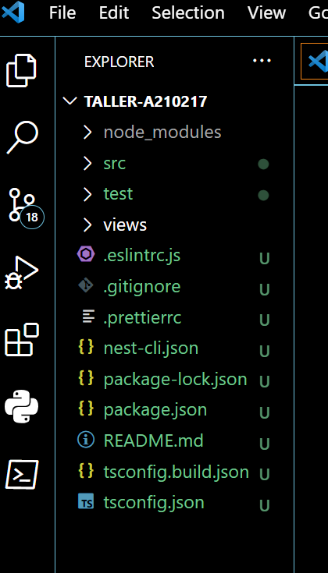 File Edit Selection View
EXPLORER ...
TALLER-A210217
node_modules
src
test
18
views
.eslintrc.js U
.gitignore U
.prettierrc U
nest-cli.json U
package-lock.json U
package.json U
README.md U
tsconfig.build.json U
TS tsconfig.json U